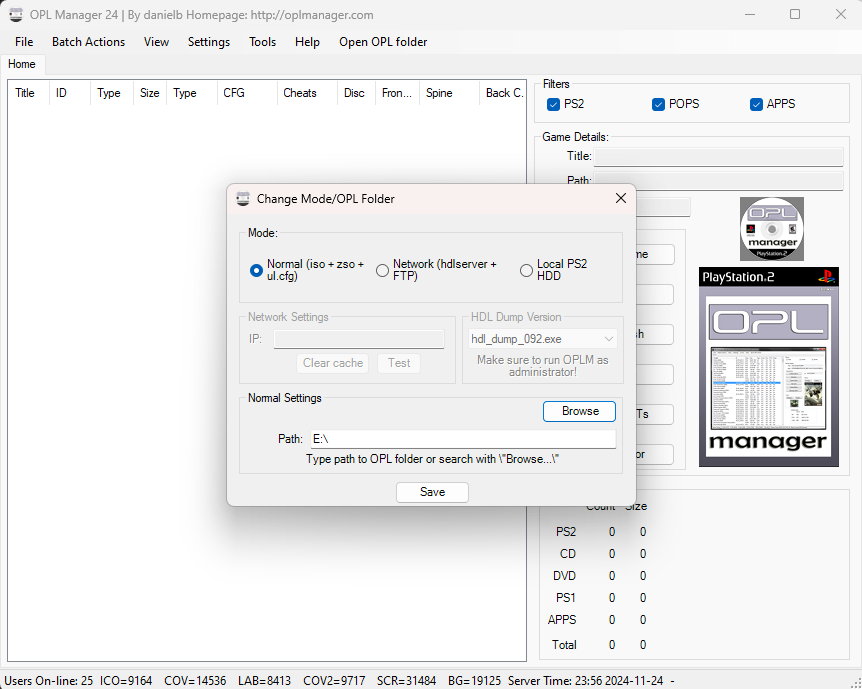 OPL Manager 24 | By danielb Homepage: http://oplmanager.com
File Batch Actions View Settings Tools Help Open OPL folder
Home
Title ID Type Size Type CFG Cheats Disc Fron... Spine Back C.
Filters
PS2 POPS APPS
Game Details:
Title:
Path:
Change Mode/OPL Folder
Mode:
Normal (iso + zso +
ul.cfg)
Network (hdlserver +
FTP)
Local PS2
HDD
Network Settings
IP:
Clear cache Test
HDL Dump Version
hdl_dump_092.exe
Make sure to run OPLM as
administrator!
Normal Settings
Browse
Path: E:\
Type path to OPL folder or search with \"Browse...\"
Save
me
sh
Ts
or
OPL
manager
PlayStation.2
PlayStation.2
OPL
manager
Count Size
PS2 0 0
CD 0 0
DVD 0 0
PS1 0 0
APPS 0 0
Total 0 0
Users On-line: 25 ICO=9164 COV=14536 LAB=8413 COV2=9717 SCR=31484 BG=19125 Server Time: 23:56 2024-11-24 -